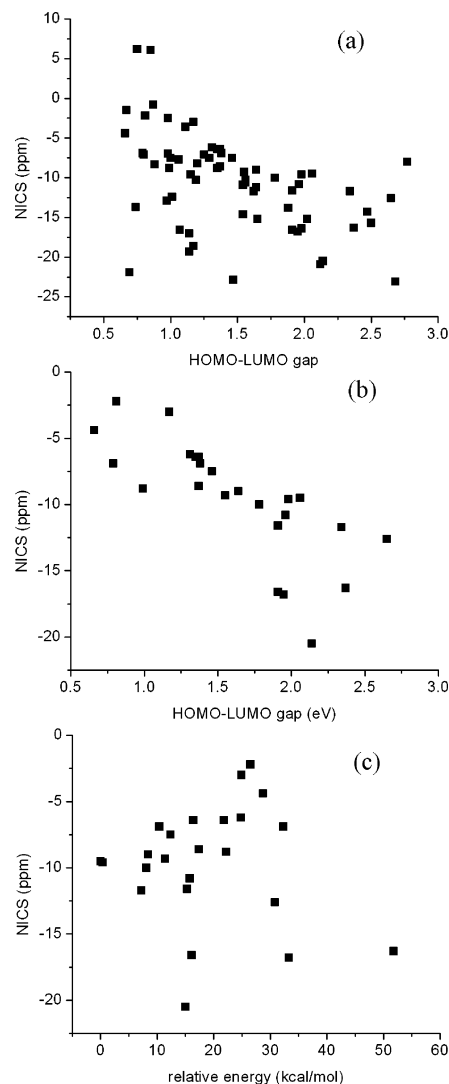 10
(a)
5
0
-5
-10
-15
-20
-25
NICS (ppm)
0.5 1.0 1.5 2.0 2.5 3.0
HOMO-LUMO gap
0
(b)
-5
-10
-15
-20
NICS (ppm)
0.5 1.0 1.5 2.0 2.5 3.0
HOMO-LUMO gap (eV)
0
(c)
-5
-10
-15
-20
NICS (ppm)
0 10 20 30 40 50 60
relative energy (kcal/mol)